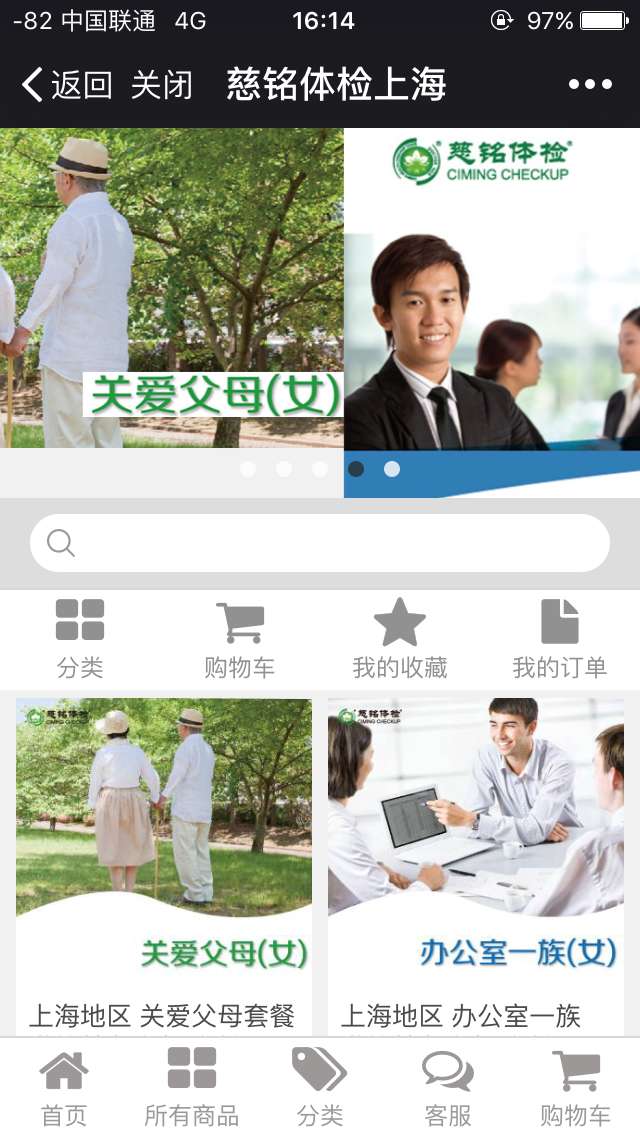 -82 中国联通 4G 16:14 97%
返回 关闭 慈铭体检上海
慈铭体检
CIMING CHECKUP
关爱父母(女)
分类 购物车 我的收藏 我的订单
慈铭体检
CIMING CHECKUP
慈铭体检
CIMING CHECKUP
关爱父母(女)
办公室一族(女)
上海地区 关爱父母套餐
上海地区 办公室一族
首页 所有商品 分类 客服 购物车